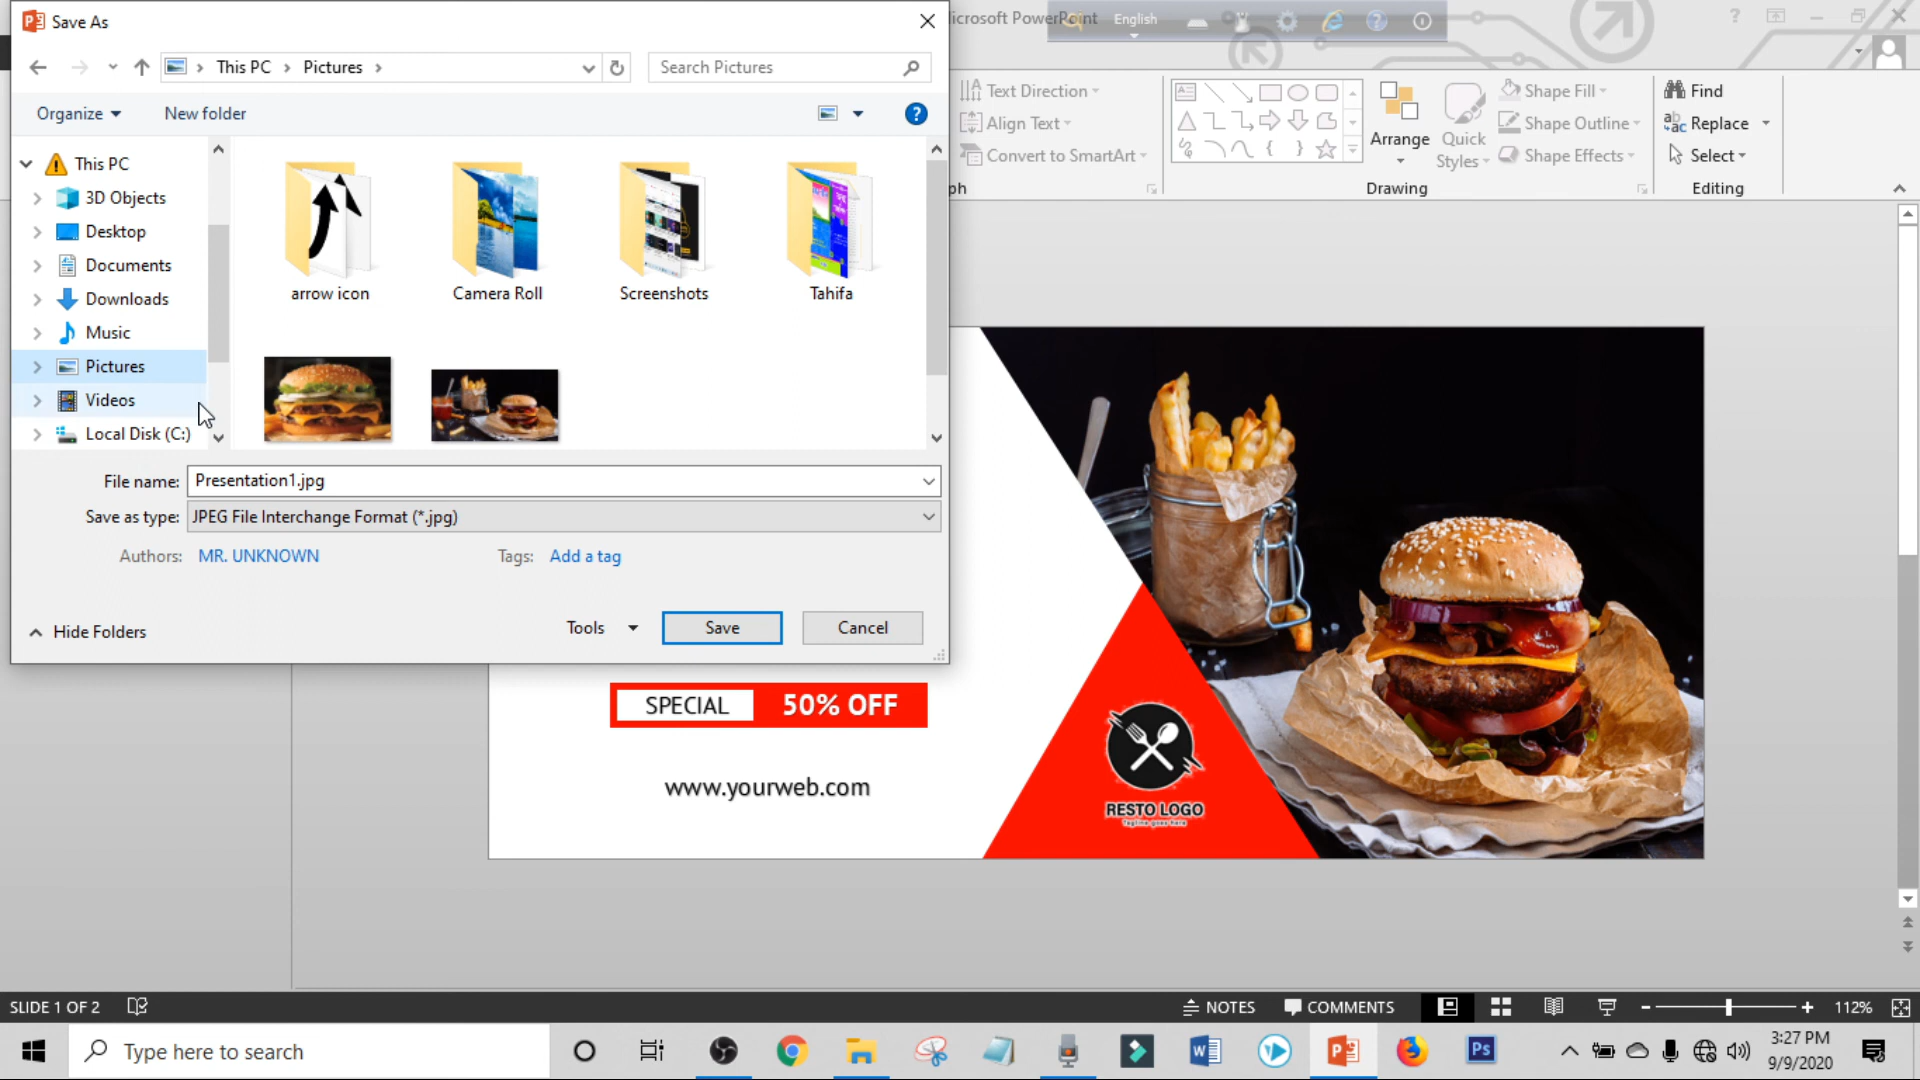 Save As
Microsoft PowerPoint
English
This PC
Pictures
Search Pictures
Organize
New folder
This PC
3D Objects
Desktop
Documents
Downloads
Music
Pictures
Videos
Local Disk (C:)
arrow icon
Camera Roll
Screenshots
Tahifa
File name:
Presentation1.jpg
Save as type:
JPEG File Interchange Format (*.jpg)
Authors:
MR. UNKNOWN
Tags:
Add a tag
Hide Folders
Tools
Save
Cancel
Text Direction
Align Text
Convert to SmartArt
ph
Arrange
Quick
Styles
Shape Fill
Shape Outline
Shape Effects
Drawing
Find
Replace
Select
Editing
SPECIAL
50% OFF
www.yourweb.com
RESTO LOGO
Tagline goes here
SLIDE 1 OF 2
NOTES
COMMENTS
112%
Type here to search
3:27 PM
9/9/2020